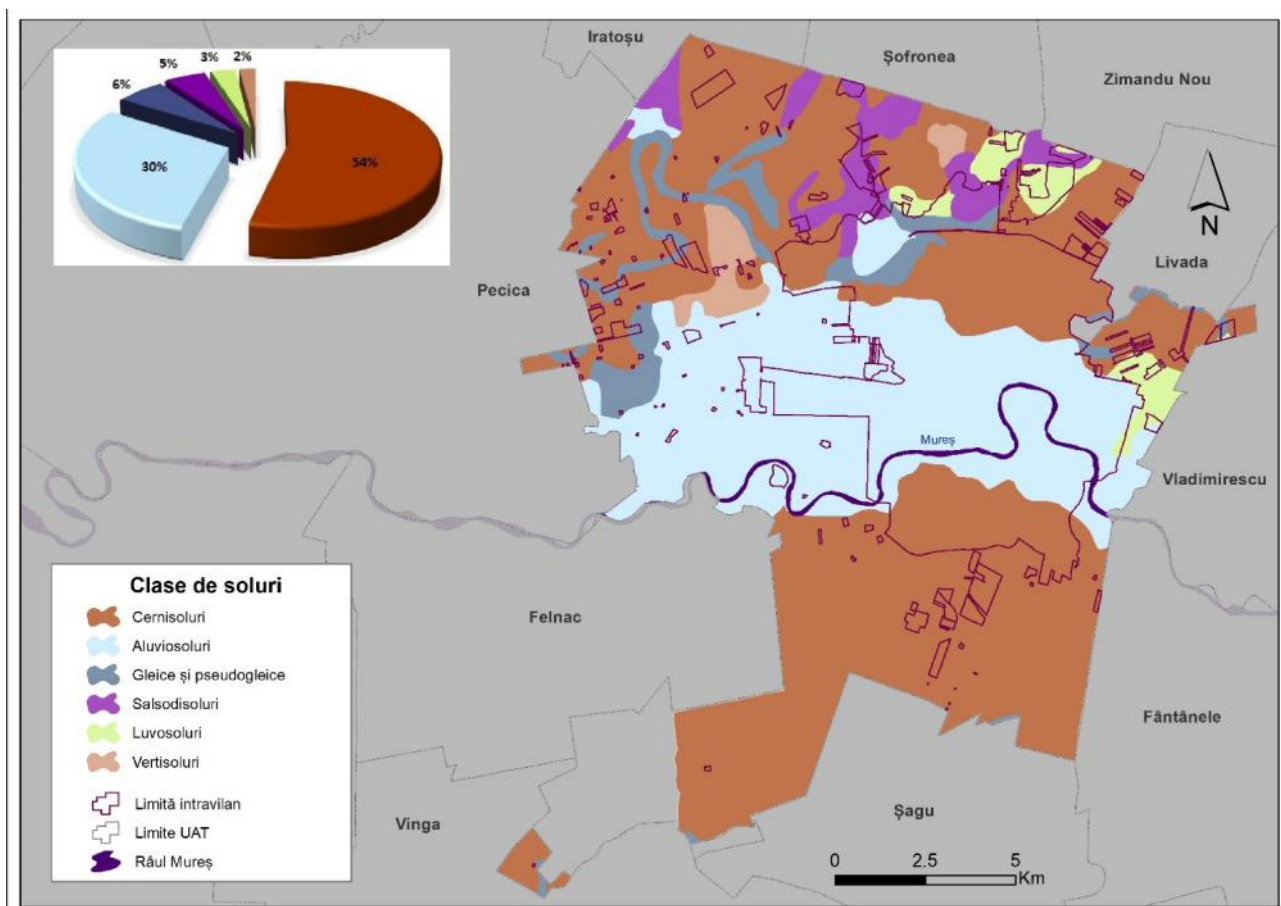 Iratoșu
Șofronea
Zimandu Nou
2%
3%
5%
6%
30%
54%
N
Livada
Pecica
Mureș
Vladimirescu
Felnac
Fântânele
Vinga
Șagu
Clase de soluri
Cernisoluri
Aluviosoluri
Gleice și pseudogleice
Salsodisoluri
Luvosoluri
Vertisoluri
Limită intravilan
Limite UAT
Râul Mureș
0 2.5 5
Km